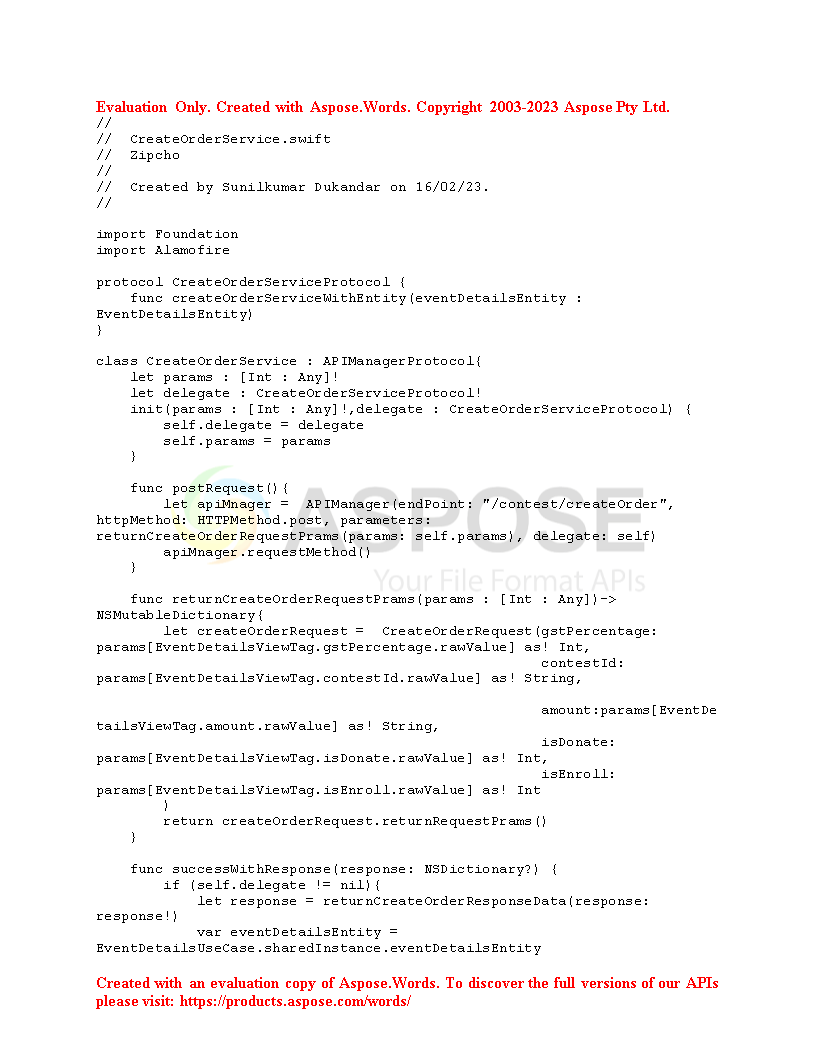 Evaluation Only. Created with Aspose.Words. Copyright 2003-2023 Aspose Pty Ltd.
//
//  CreateOrderService.swift
//  Zipcho
//
//  Created by Sunilkumar Dukandar on 16/02/23.
//
import Foundation
import Alamofire
protocol CreateOrderServiceProtocol {
    func createOrderServiceWithEntity(eventDetailsEntity :
EventDetailsEntity)
}
class CreateOrderService : APIManagerProtocol{
    let params : [Int : Any]!
    let delegate : CreateOrderServiceProtocol!
    init(params : [Int : Any]!,delegate : CreateOrderServiceProtocol) {
        self.delegate = delegate
        self.params = params
    }
    func postRequest(){
        let apiMnager =  APIManager(endPoint: "/contest/createOrder",
httpMethod: HTTPMethod.post, parameters:
returnCreateOrderRequestPrams(params: self.params), delegate: self)
        apiMnager.requestMethod()
    }
ASPOSE
Your File Format APIs
    func returnCreateOrderRequestPrams(params : [Int : Any])->
NSMutableDictionary{
        let createOrderRequest =  CreateOrderRequest(gstPercentage:
params[EventDetailsViewTag.gstPercentage.rawValue] as! Int,
                                                     contestId:
params[EventDetailsViewTag.contestId.rawValue] as! String,
                                                     amount:params[EventDe
tailsViewTag.amount.rawValue] as! String,
                                                     isDonate:
params[EventDetailsViewTag.isDonate.rawValue] as! Int,
                                                     isEnroll:
params[EventDetailsViewTag.isEnroll.rawValue] as! Int
        )
        return createOrderRequest.returnRequestPrams()
    }
    func successWithResponse(response: NSDictionary?) {
        if (self.delegate != nil){
            let response = returnCreateOrderResponseData(response:
response!)
            var eventDetailsEntity =
EventDetailsUseCase.sharedInstance.eventDetailsEntity
Created with an evaluation copy of Aspose.Words. To discover the full versions of our APIs
please visit: https://products.aspose.com/words/